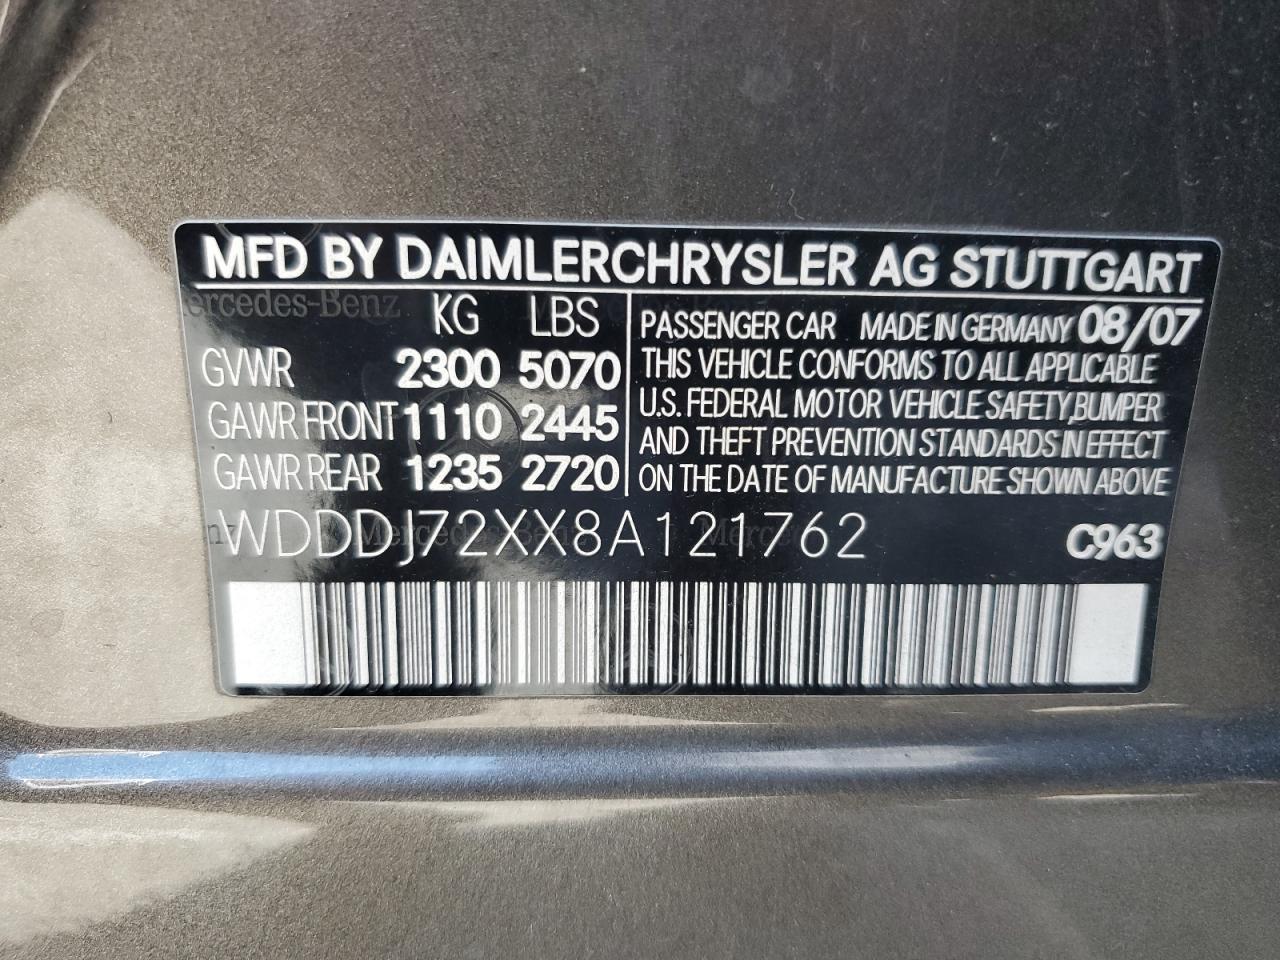 MFD BY DAIMLERCHRYSLER AG STUTTGART
ercedes-Benz
KG LBS
GVWR 2300 5070
GAWR FRONT 1110 2445
GAWR REAR 1235 2720
PASSENGER CAR MADE IN GERMANY 08/07
THIS VEHICLE CONFORMS TO ALL APPLICABLE
U.S. FEDERAL MOTOR VEHICLE SAFETY,BUMPER
AND THEFT PREVENTION STANDARDS IN EFFECT
ON THE DATE OF MANUFACTURE SHOWN ABOVE
WDDDJ72XX8A121762 C963